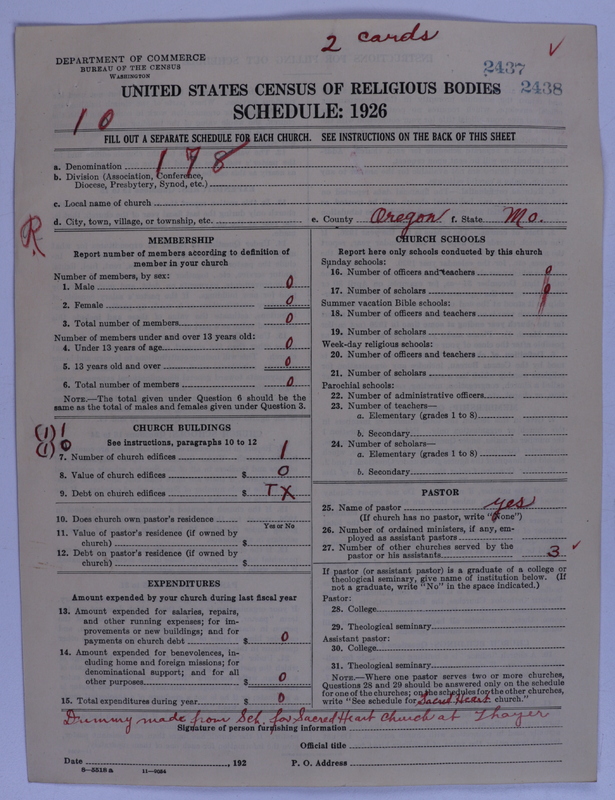 2 cards
DEPARTMENT OF COMMERCE
BUREAU OF THE CENSUS
WASHINGTON
2437
2438
UNITED STATES CENSUS OF RELIGIOUS BODIES
SCHEDULE: 1926
10
FILL OUT A SEPARATE SCHEDULE FOR EACH CHURCH. SEE INSTRUCTIONS ON THE BACK OF THIS SHEET
a. Denomination 178
b. Division (Association, Conference,
Diocese, Presbytery, Synod, etc.)
c. Local name of church
d. City, town, village, or township, etc. e. County Oregon f. State Mo.
R
MEMBERSHIP
Report number of members according to definition of
member in your church
Number of members, by sex:
1. Male 0
2. Female 0
3. Total number of members 0
Number of members under and over 13 years old:
4. Under 13 years of age 0
5. 13 years old and over 0
6. Total number of members 0
NOTE.—The total given under Question 6 should be
same as the total of males and females given under Question 3.
CHURCH BUILDINGS
(1) 1
(1) 0
See instructions, paragraphs 10 to 12
7. Number of church edifices 1
8. Value of church edifices $ 0
9. Debt on church edifices $ TX
10. Does church own pastor's residence
Yes or No
11. Value of pastor's residence (if owned by
church) $
12. Debt on pastor's residence (if owned by
church) $
EXPENDITURES
Amount expended by your church during last fiscal year
13. Amount expended for salaries, repairs,
and other running expenses; for im-
provements or new buildings; and for
payments on church debt $ 0
14. Amount expended for benevolences, in-
cluding home and foreign missions; for
denominational support; and for all
other purposes $ 0
15. Total expenditures during year $ 0
CHURCH SCHOOLS
Report here only schools conducted by this church
Sunday schools:
16. Number of officers and teachers 0
17. Number of scholars 0
Summer vacation Bible schools:
18. Number of officers and teachers
19. Number of scholars
Week-day religious schools:
20. Number of officers and teachers
21. Number of scholars
Parochial schools:
22. Number of administrative officers
23. Number of teachers—
a. Elementary (grades 1 to 8)
b. Secondary
24. Number of scholars—
a. Elementary (grades 1 to 8)
b. Secondary
PASTOR
25. Name of pastor yes
(If church has no pastor, write "None")
26. Number of ordained ministers, if any, em-
ployed as assistant pastors
27. Number of other churches served by the
pastor or his assistants 3
If pastor (or assistant pastor) is a graduate of a college or
theological seminary, give name of institution below. (If
not a graduate, write "No" in the space indicated.)
Pastor:
28. College
29. Theological seminary
Assistant pastor:
30. College
31. Theological seminary
NOTE.—Where one pastor serves two or more churches,
Questions 28 and 29 should be answered only on the schedule
for one of the churches; on the schedules for the other churches,
write "See schedule for Sacred Heart church."
Dummy made from Sch. for Sacred Heart Church at Thayer
Signature of person furnishing information
Official title
Date , 192 P. O. Address
8—5518 a 11—9034